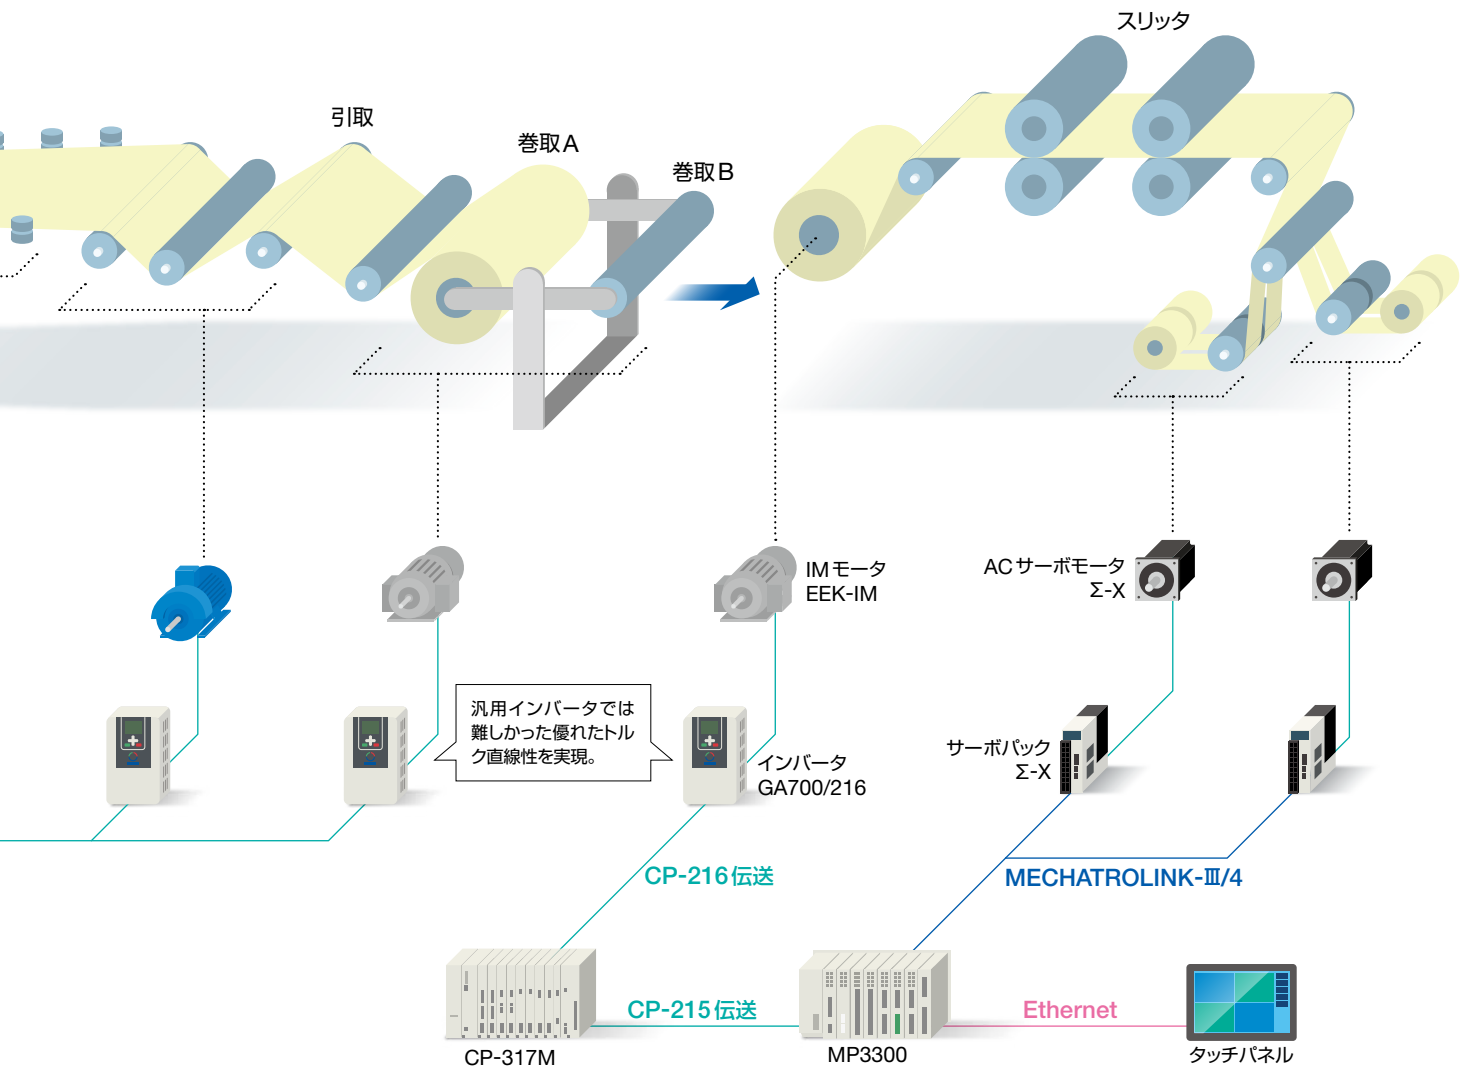 スリッタ
引取
巻取A
巻取B
IMモータ
EEK-IM
ACサーボモータ
Σ-X
汎用インバータでは
難しかった優れたトル
ク直線性を実現。
インバータ
GA700/216
サーボパック
Σ-X
CP-216伝送
MECHATROLINK-Ⅲ/4
CP-215伝送
Ethernet
CP-317M
MP3300
タッチパネル